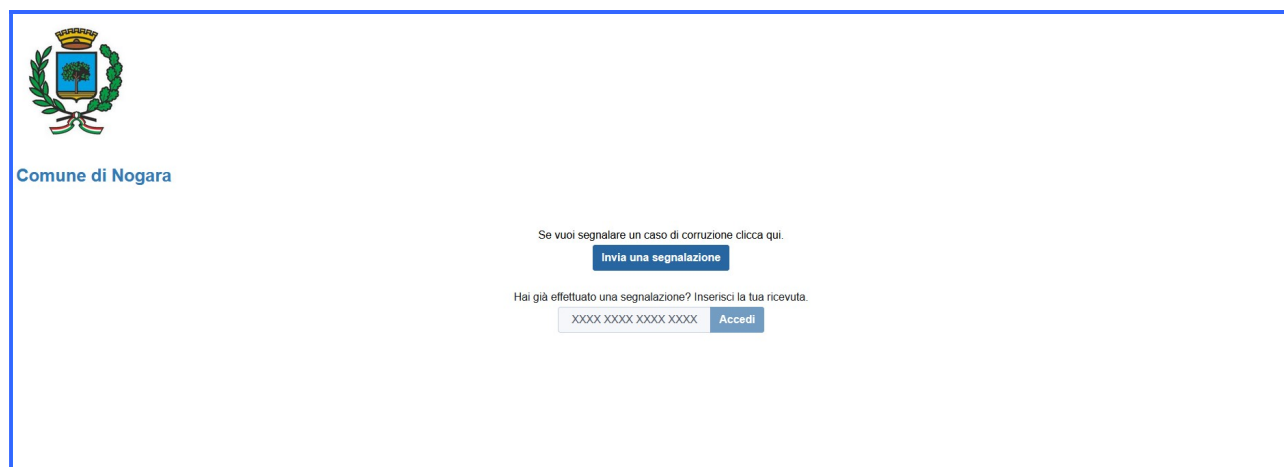 Comune di Nogara
Se vuoi segnalare un caso di corruzione clicca qui.
Invia una segnalazione
Hai già effettuato una segnalazione? Inserisci la tua ricevuta.
XXXX XXXX XXXX XXXX Accedi